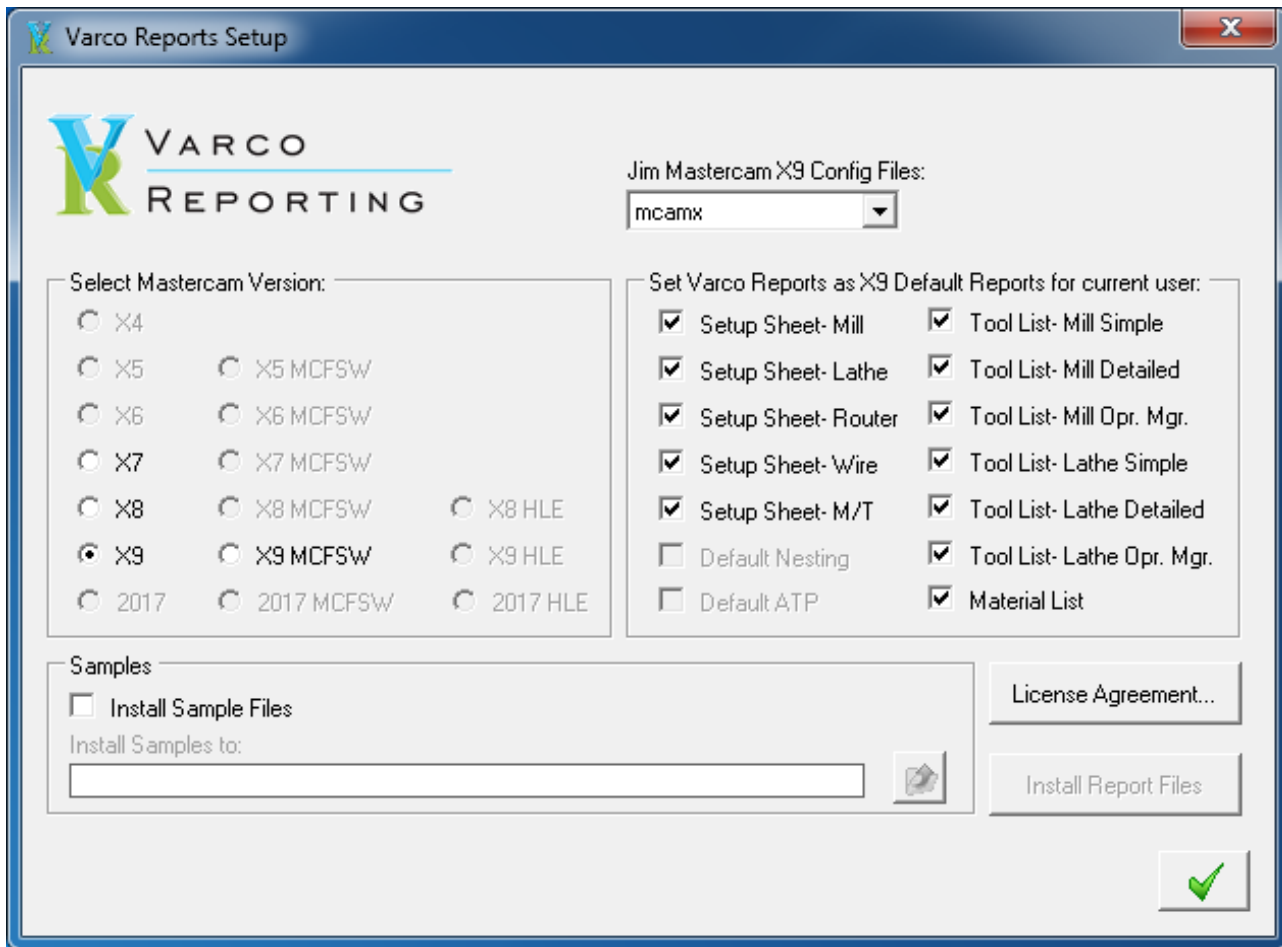 Varco Reports Setup
VARCO
REPORTING
Jim Mastercam X9 Config Files:
mcamx
Select Mastercam Version:
X4
X5 X5 MCFSW
X6 X6 MCFSW
X7 X7 MCFSW
X8 X8 MCFSW X8 HLE
X9 X9 MCFSW X9 HLE
2017 2017 MCFSW 2017 HLE
Set Varco Reports as X9 Default Reports for current user:
Setup Sheet- Mill Tool List- Mill Simple
Setup Sheet- Lathe Tool List- Mill Detailed
Setup Sheet- Router Tool List- Mill Opr. Mgr.
Setup Sheet- Wire Tool List- Lathe Simple
Setup Sheet- M/T Tool List- Lathe Detailed
Default Nesting Tool List- Lathe Opr. Mgr.
Default ATP Material List
Samples
Install Sample Files
Install Samples to:
License Agreement...
Install Report Files